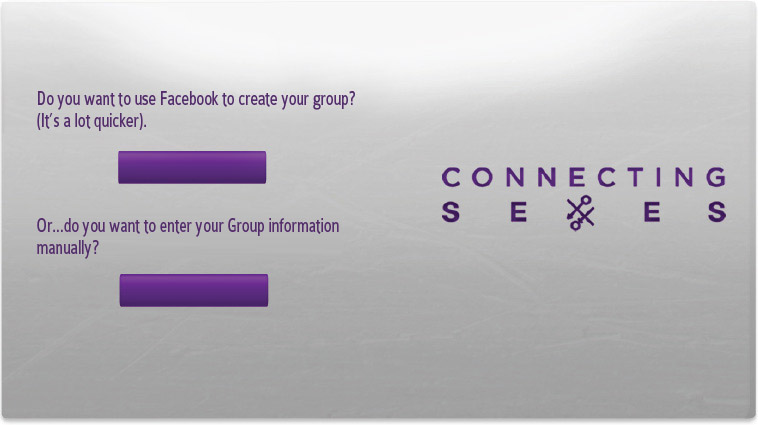 Do you want to use Facebook to create your group?
(It's a lot quicker).
Or...do you want to enter your Group information
manually?
CONNECTING
SEXES